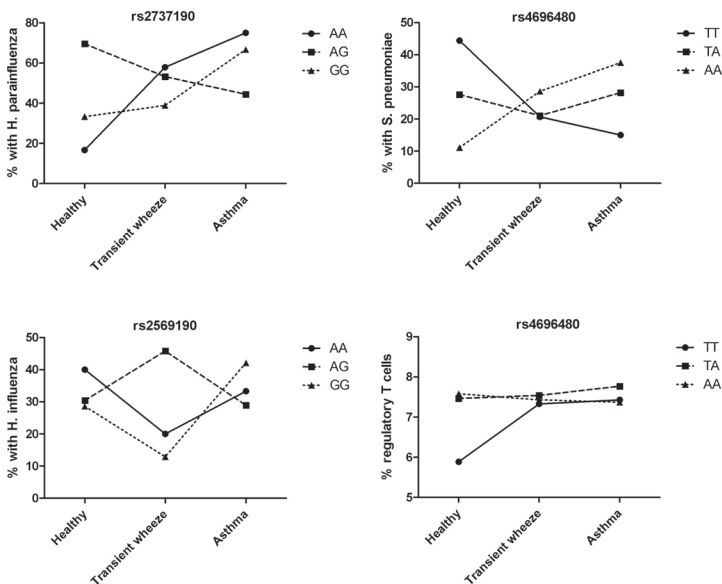 rs2737190
% with H. parainfluenza
80
60
40
20
0
Healthy
Transient wheeze
Asthma
AA
AG
GG
rs4696480
% with S. pneumoniae
50
40
30
20
10
0
Healthy
Transient wheeze
Asthma
TT
TA
AA
rs2569190
% with H. influenza
50
40
30
20
10
0
Healthy
Transient wheeze
Asthma
AA
AG
GG
rs4696480
% regulatory T cells
9
8
7
6
5
Healthy
Transient wheeze
Asthma
TT
TA
AA